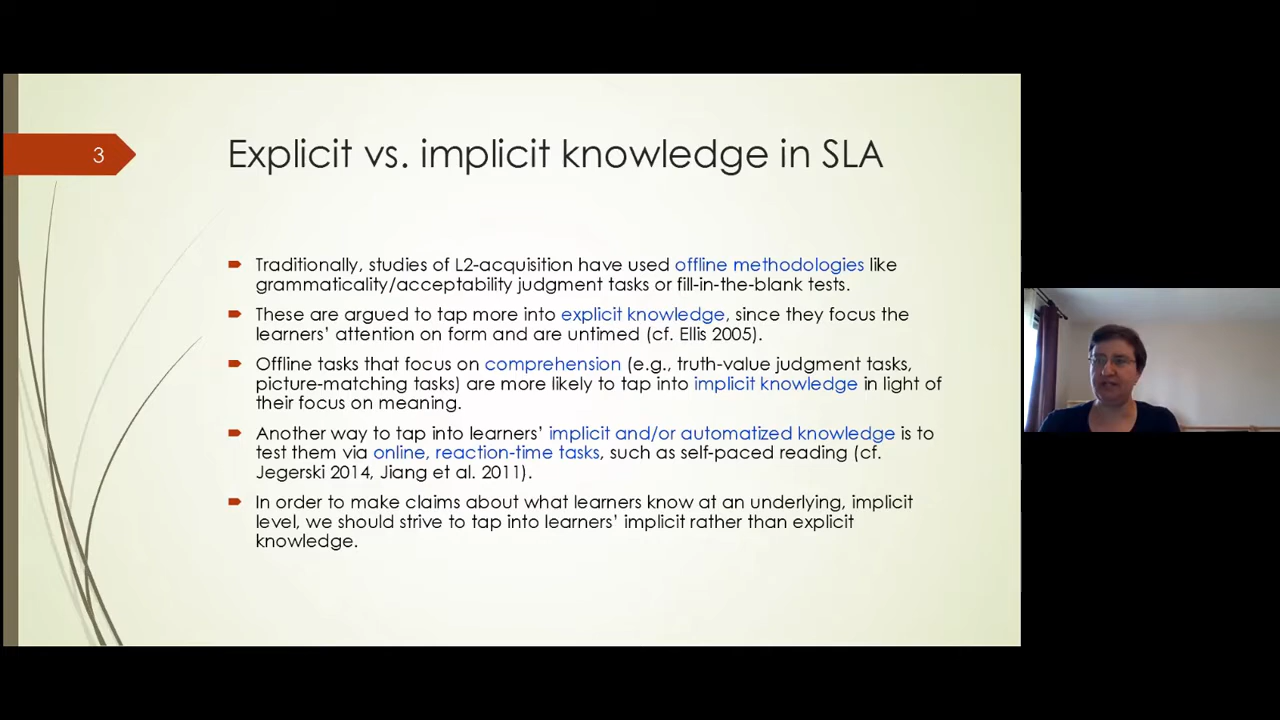 3
Explicit vs. implicit knowledge in SLA
Traditionally, studies of L2-acquisition have used offline methodologies like
grammaticality/acceptability judgment tasks or fill-in-the-blank tests.
These are argued to tap more into explicit knowledge, since they focus the
learners’ attention on form and are untimed (cf. Ellis 2005).
Offline tasks that focus on comprehension (e.g., truth-value judgment tasks,
picture-matching tasks) are more likely to tap into implicit knowledge in light of
their focus on meaning.
Another way to tap into learners’ implicit and/or automatized knowledge is to
test them via online, reaction-time tasks, such as self-paced reading (cf.
Jegerski 2014, Jiang et al. 2011).
In order to make claims about what learners know at an underlying, implicit
level, we should strive to tap into learners’ implicit rather than explicit
knowledge.